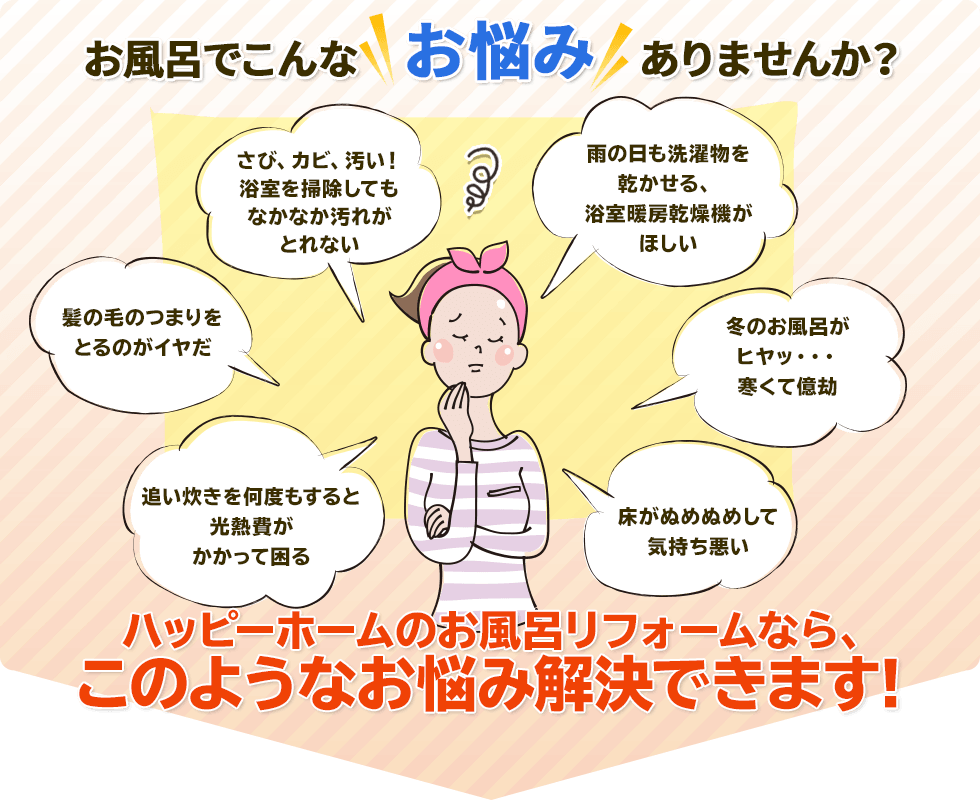 お風呂でこんなお悩みありませんか？
さび、カビ、汚い！
浴室を掃除しても
なかなか汚れが
とれない
雨の日も洗濯物を
乾かせる、
浴室暖房乾燥機が
ほしい
髪の毛のつまりを
とるのがイヤだ
冬のお風呂が
ヒヤッ・・・
寒くて億劫
追い炊きを何度もすると
光熱費が
かかって困る
床がぬめぬめして
気持ち悪い
ハッピーホームのお風呂リフォームなら、
このようなお悩み解決できます！